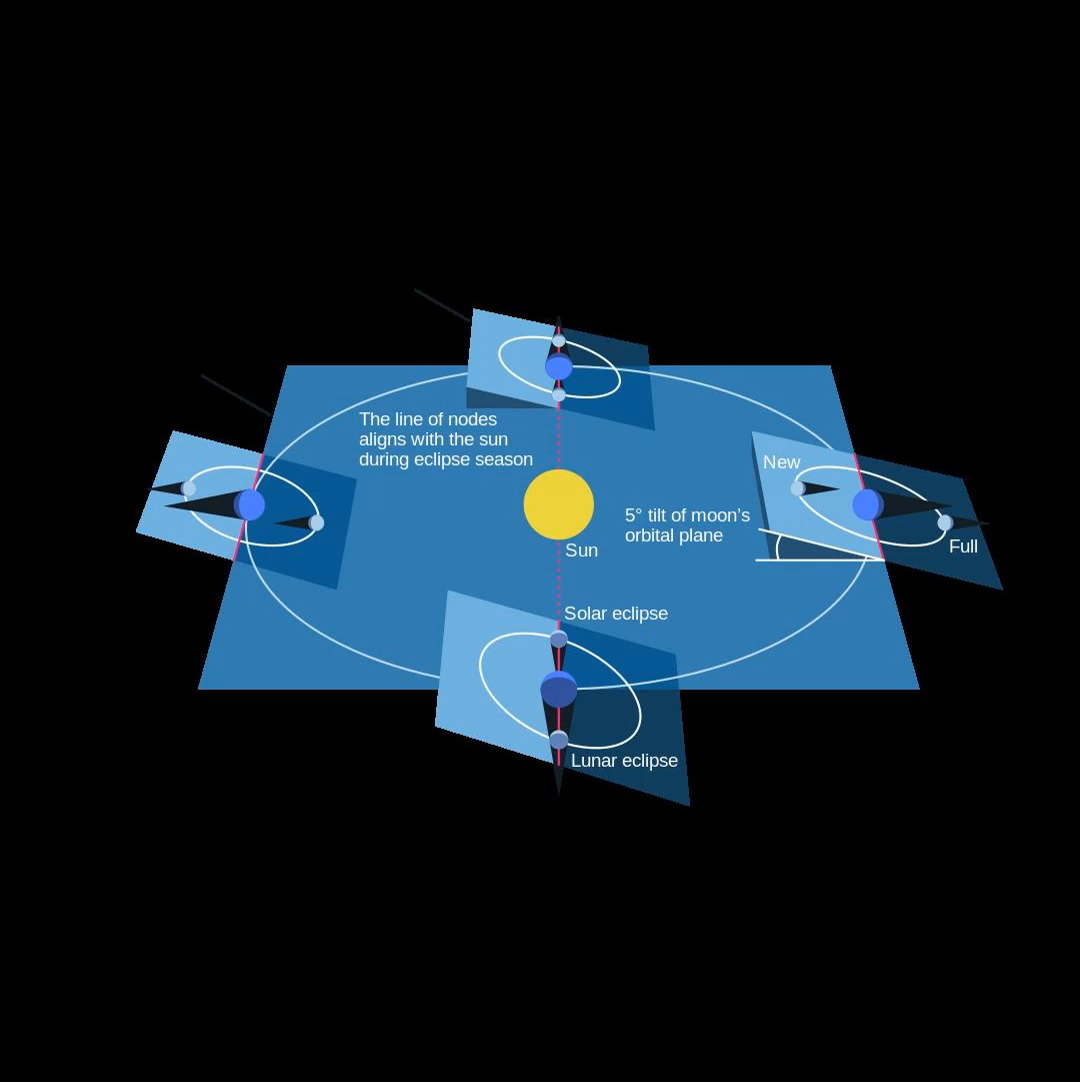 The line of nodes
aligns with the sun
during eclipse season
New
5° tilt of moon’s
orbital plane
Sun
Full
Solar eclipse
Lunar eclipse